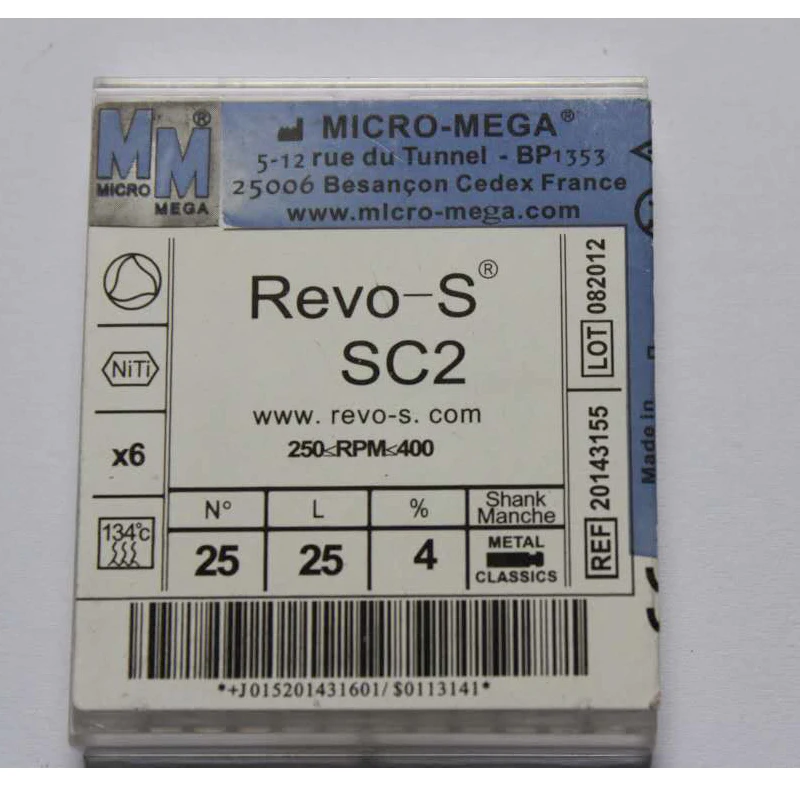 MM®
MICRO
MEGA
MICRO-MEGA®
5-12 rue du Tunnel - BP1353
25006 Besançon Cedex France
www.mIcro-mega.com
Revo-S®
SC2
www. revo-s. com
250≤RPM≤400
NiTi
x6
134°c
N° L % Shank Manche
25 25 4 METAL CLASSICS
LOT 082012
REF 20143155
Made in
*+J015201431601/S0113141*